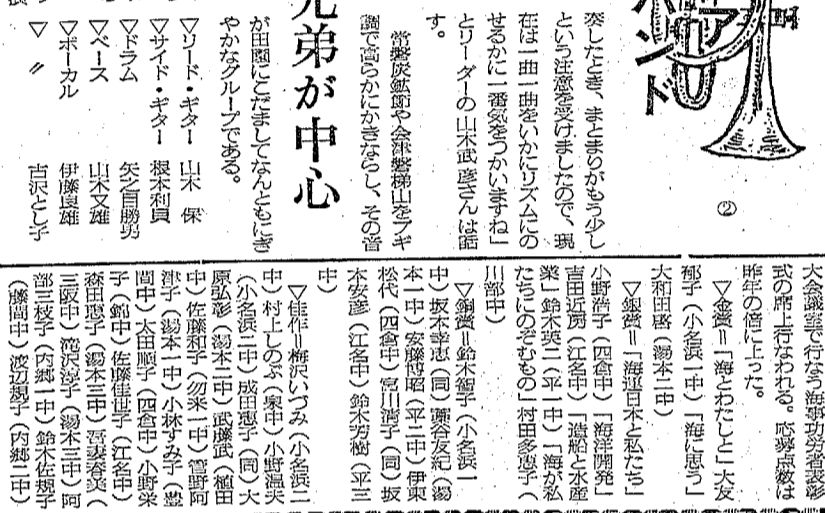 バンド
②
奏したとき、まとまりがもう少し
という注意を受けましたので、現
在は一曲一曲をいかにリズムにの
せるかに一番気をつかいますね」
とリーダーの山木武彦さんは話
す。
常磐炭鉱節や会津磐梯山をブギ
調で高らかにかきならし、その音
兄弟が中心
が田園にこだましてなんともにぎ
やかなグループである。
▽リード・ギター 山木 保
▽サイド・ギター 根本利貞
▽ドラム 矢之目勝男
▽ベース 山木文雄
▽ボーカル 伊藤良雄
▽ 〃 古沢とし子
大会議室で行なう海事功労者表彰
式の席上行なわれる。応募点数は
昨年の倍に上った。
▽金賞＝「海とわたしと」大友
郁子（小名浜一中）「海に思う」
大和田啓（湯本二中）
▽銀賞＝「海運日本と私たち」
小野浩子（四倉中）「海洋開発」
吉田近房（江名中）「造船と水産
業」鈴木英二（平一中）「海が私
たちにのぞむもの」村田多恵子（
川部中）
▽銅賞＝鈴木智子（小名浜一
中）坂本孝恵（同）蓮谷友紀（湯
本一中）安藤博昭（平二中）伊東
松代（四倉中）宮川清子（同）坂
本安彦（江名中）鈴木芳樹（平三
中）
▽佳作＝梅沢いづみ（小名浜二
中）村上しのぶ（泉中）小野温夫
（小名浜二中）成田恵子（同）大
原弘彰（湯本二中）武藤武（植田
中）佐藤和子（勿来一中）菅野阿
津子（湯本一中）小林すみ子（豊
間中）太田順子（四倉中）小野栄
子（錦中）佐藤佳世子（江名中）
森田恵子（湯本三中）吾妻春美（
三阪中）滝沢淳子（湯本三中）阿
部三枝子（内郷一中）鈴木佐規子
（藤間中）渡辺規子（内郷二中）